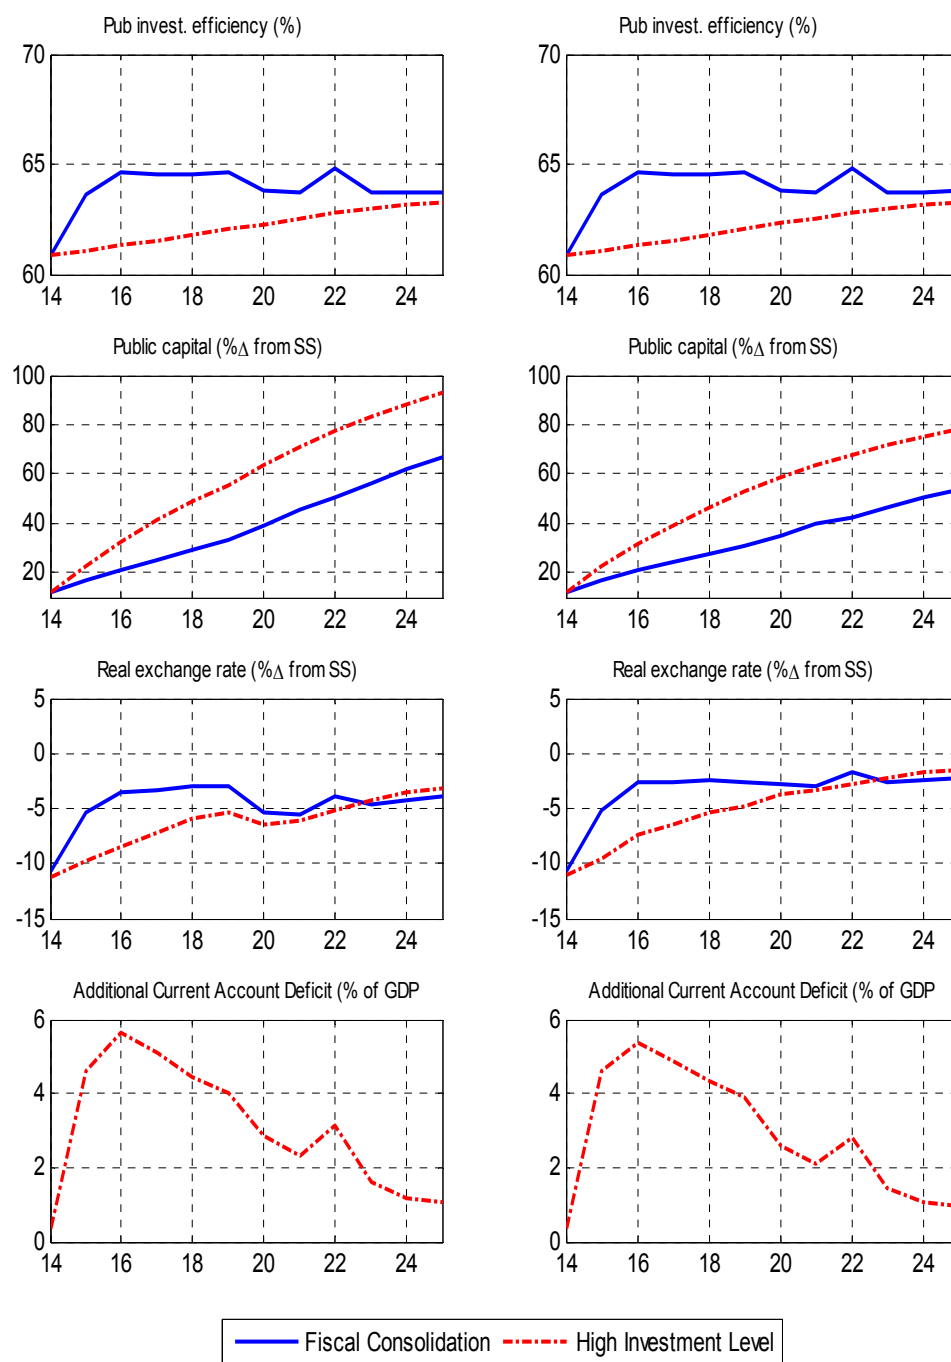 Pub invest. efficiency (%)
Pub invest. efficiency (%)
70
65
60
14 16 18 20 22 24
70
65
60
14 16 18 20 22 24
Public capital (%Δ from SS)
Public capital (%Δ from SS)
100
80
60
40
20
14 16 18 20 22 24
100
80
60
40
20
14 16 18 20 22 24
Real exchange rate (%Δ from SS)
Real exchange rate (%Δ from SS)
5
0
-5
-10
-15
14 16 18 20 22 24
5
0
-5
-10
-15
14 16 18 20 22 24
Additional Current Account Deficit (% of GDP
Additional Current Account Deficit (% of GDP
6
4
2
0
14 16 18 20 22 24
6
4
2
0
14 16 18 20 22 24
Fiscal Consolidation High Investment Level